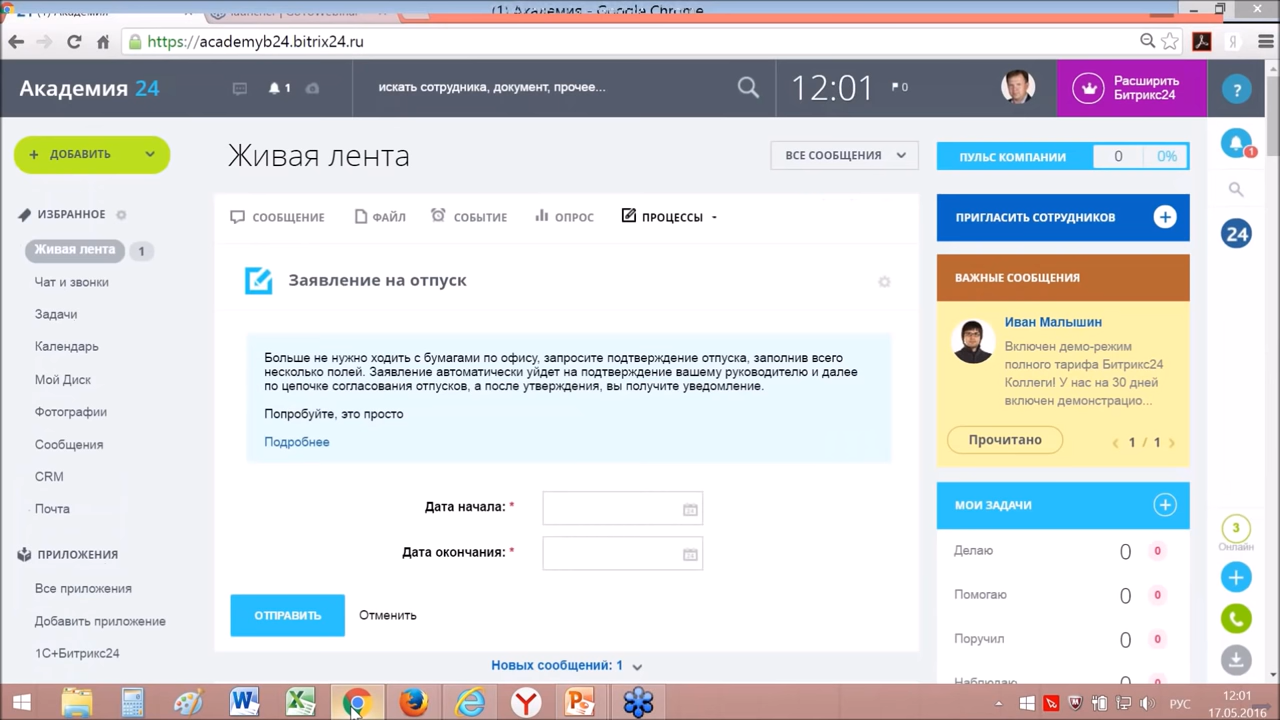 (1) Академия - Google Chrome
https://academyb24.bitrix24.ru
Академия 24
1
искать сотрудника, документ, прочее...
12:01
0
Расширить
Битрикс24
?
+ ДОБАВИТЬ
Живая лента
ВСЕ СООБЩЕНИЯ
ПУЛЬС КОМПАНИИ 0 0%
1
ИЗБРАННОЕ
Живая лента 1
Чат и звонки
Задачи
Календарь
Мой Диск
Фотографии
Сообщения
CRM
Почта
ПРИЛОЖЕНИЯ
Все приложения
Добавить приложение
1С+Битрикс24
СООБЩЕНИЕ ФАЙЛ СОБЫТИЕ ОПРОС ПРОЦЕССЫ
Заявление на отпуск
Больше не нужно ходить с бумагами по офису, запросите подтверждение отпуска, заполнив всего
несколько полей. Заявление автоматически уйдет на подтверждение вашему руководителю и далее
по цепочке согласования отпусков, а после утверждения, вы получите уведомление.
Попробуйте, это просто
Подробнее
Дата начала: *
Дата окончания: *
ОТПРАВИТЬ Отменить
Новых сообщений: 1
ПРИГЛАСИТЬ СОТРУДНИКОВ
24
ВАЖНЫЕ СООБЩЕНИЯ
Иван Малышин
Включен демо-режим
полного тарифа Битрикс24
Коллеги! У нас на 30 дней
включен демонстрацио...
Прочитано
1 / 1
МОИ ЗАДАЧИ
Делаю 0 0
Помогаю 0 0
Поручил 0 0
Наблюдаю
3
Онлайн
РУС
12:01
17.05.2016